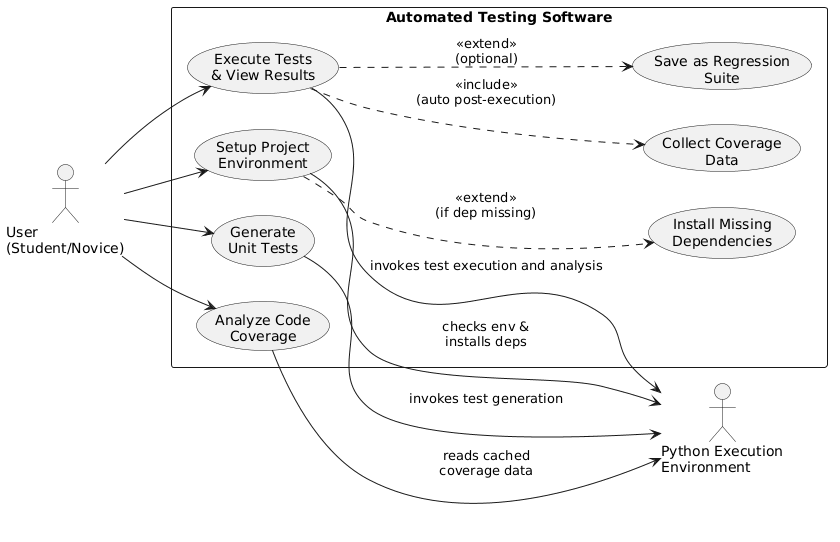 Automated Testing Software
Execute Tests
& View Results
«extend»
(optional)
Save as Regression
Suite
«include»
(auto post-execution)
Collect Coverage
Data
Setup Project
Environment
«extend»
(if dep missing)
Install Missing
Dependencies
User
(Student/Novice)
Generate
Unit Tests
invokes test execution and analysis
Analyze Code
Coverage
checks env &
installs deps
invokes test generation
reads cached
coverage data
Python Execution
Environment